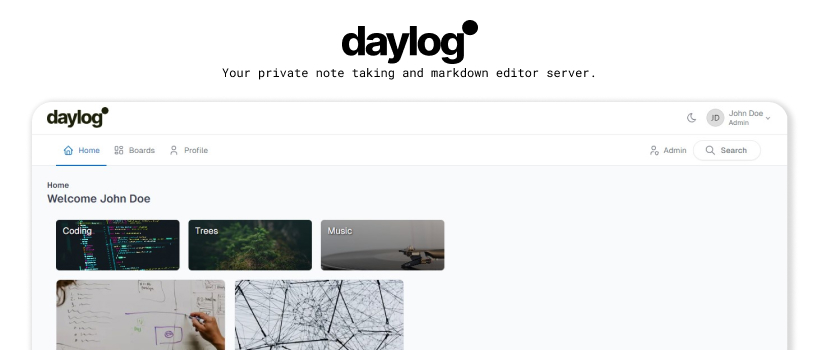 daylog
Your private note taking and markdown editor server.
daylog
JD
John Doe
Admin
Home
Boards
Profile
Admin
Search
Home
Welcome John Doe
Coding
Trees
Music